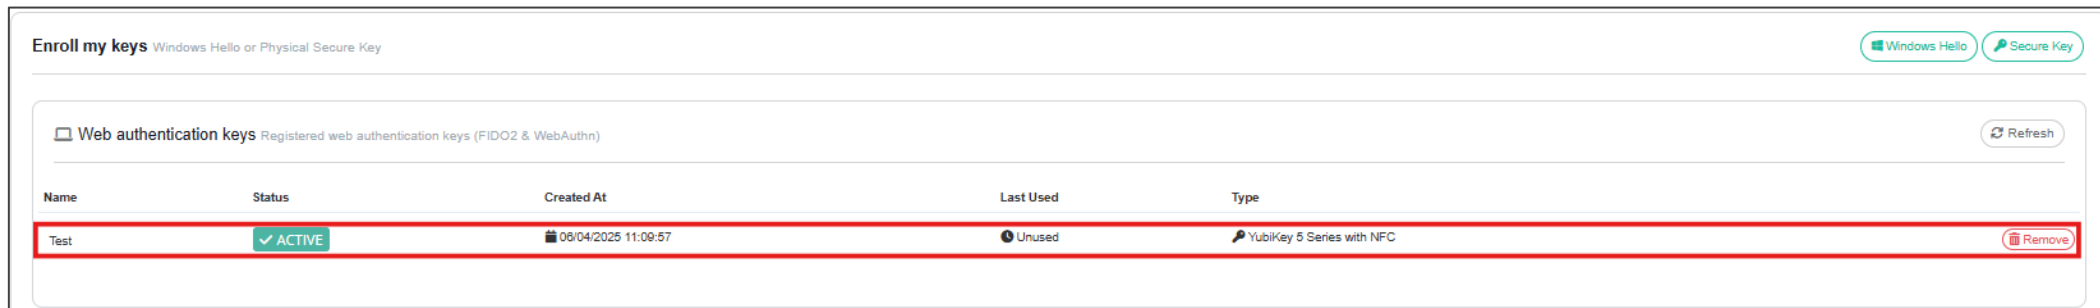 Enroll my keys Windows Hello or Physical Secure Key Windows Hello Secure Key
Web authentication keys Registered web authentication keys (FIDO2 & WebAuthn) Refresh
Name Status Created At Last Used Type
Test ACTIVE 06/04/2025 11:09:57 Unused YubiKey 5 Series with NFC Remove